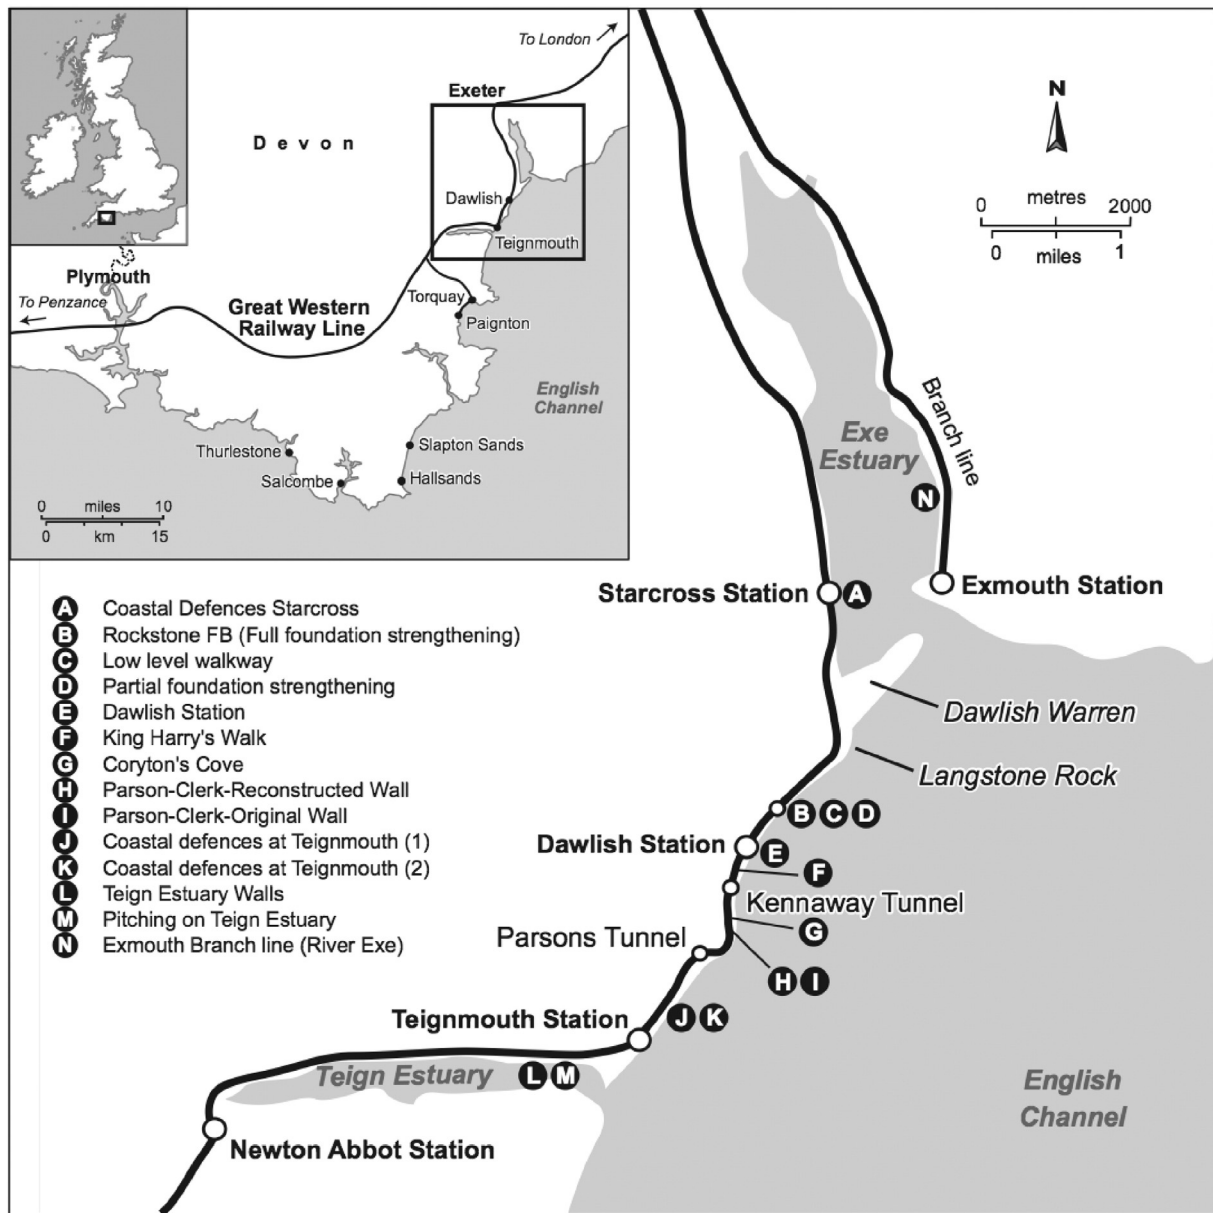 To London
Exeter
Devon
Dawlish
Teignmouth
Plymouth
To Penzance
Great Western
Railway Line
Torquay
Paignton
English
Channel
Thurlestone
Slapton Sands
Salcombe
Hallsands
0 miles 10
0 km 15
N
metres
0 2000
0 miles 1
Branch line
Exe
Estuary
N
Starcross Station
A
Exmouth Station
A Coastal Defences Starcross
B Rockstone FB (Full foundation strengthening)
C Low level walkway
D Partial foundation strengthening
E Dawlish Station
F King Harry's Walk
G Coryton's Cove
H Parson-Clerk-Reconstructed Wall
I Parson-Clerk-Original Wall
J Coastal defences at Teignmouth (1)
K Coastal defences at Teignmouth (2)
L Teign Estuary Walls
M Pitching on Teign Estuary
N Exmouth Branch line (River Exe)
Dawlish Warren
Langstone Rock
B C D
Dawlish Station
E
F
Kennaway Tunnel
G
Parsons Tunnel
H I
Teignmouth Station
J K
Teign Estuary
L M
English
Channel
Newton Abbot Station